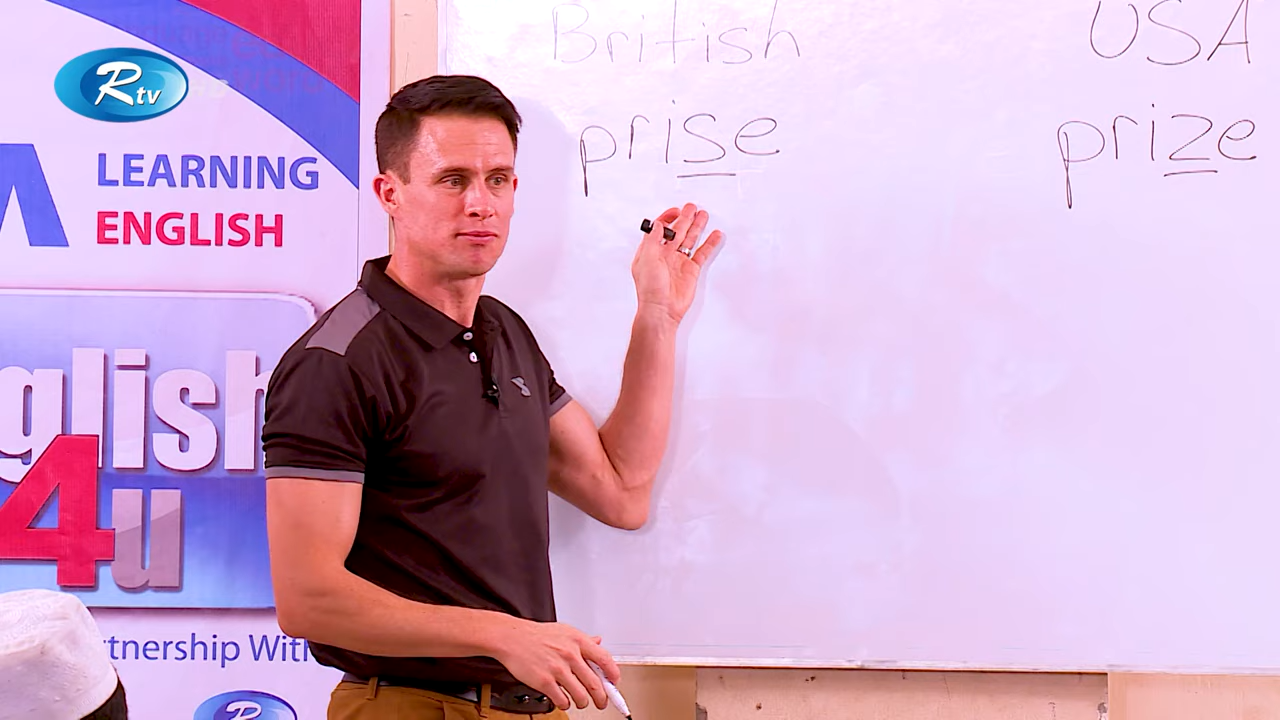 Rtv
LEARNING
ENGLISH
glish
4u
rtnership With
R
British
USA
prise
prize